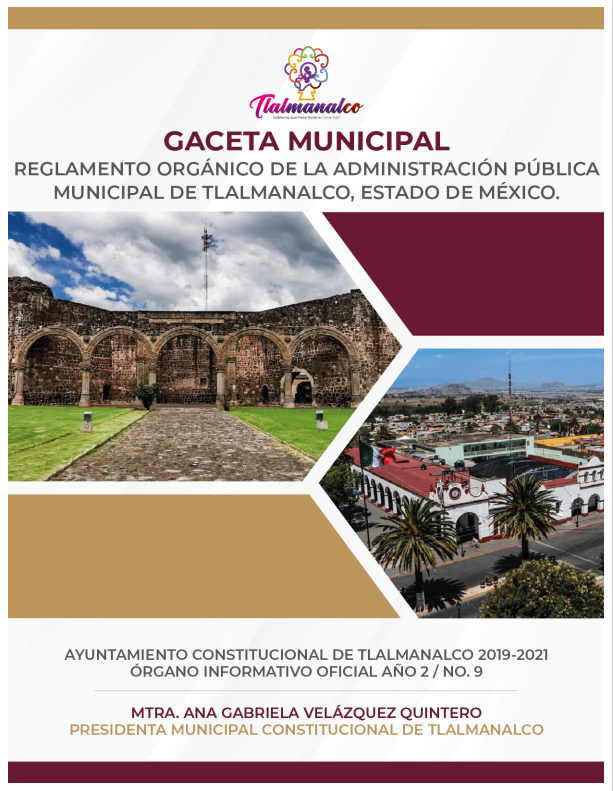 Tlalmanalco
GACETA MUNICIPAL
REGLAMENTO ORGÁNICO DE LA ADMINISTRACIÓN PÚBLICA
MUNICIPAL DE TLALMANALCO, ESTADO DE MÉXICO.
AYUNTAMIENTO CONSTITUCIONAL DE TLALMANALCO 2019-2021
ÓRGANO INFORMATIVO OFICIAL AÑO 2 / NO. 9
MTRA. ANA GABRIELA VELÁZQUEZ QUINTERO
PRESIDENTA MUNICIPAL CONSTITUCIONAL DE TLALMANALCO